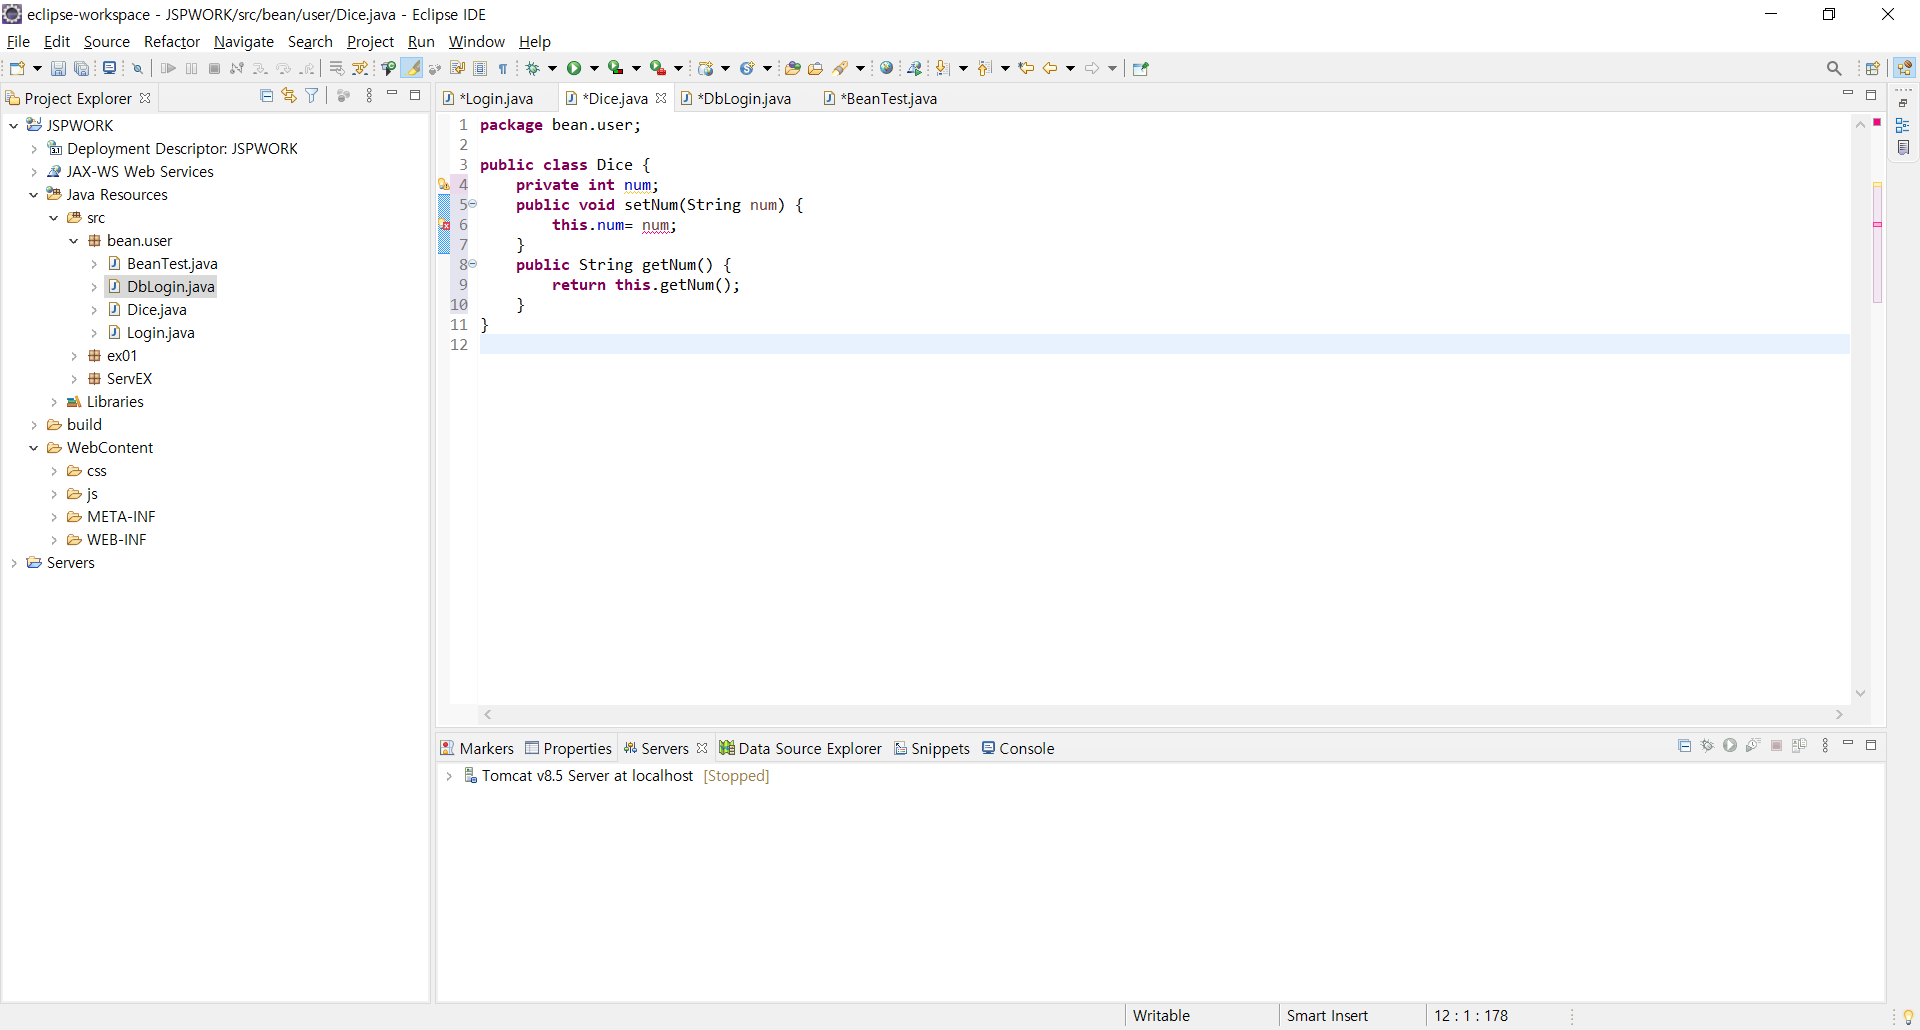 eclipse-workspace - JSPWORK/src/bean/user/Dice.java - Eclipse IDE
File Edit Source Refactor Navigate Search Project Run Window Help
Project Explorer
JSPWORK
Deployment Descriptor: JSPWORK
JAX-WS Web Services
Java Resources
src
bean.user
BeanTest.java
DbLogin.java
Dice.java
Login.java
ex01
ServEX
Libraries
build
WebContent
css
js
META-INF
WEB-INF
Servers
*Login.java *Dice.java *DbLogin.java *BeanTest.java
1 package bean.user;
2
3 public class Dice {
4 private int num;
5 public void setNum(String num) {
6 this.num= num;
7 }
8 public String getNum() {
9 return this.getNum();
10 }
11 }
12
Markers Properties Servers Data Source Explorer Snippets Console
Tomcat v8.5 Server at localhost [Stopped]
Writable Smart Insert 12 : 1 : 178